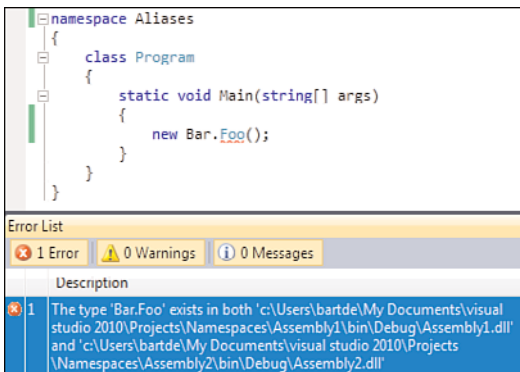 namespace Aliases
{
class Program
{
static void Main(string[] args)
{
new Bar.Foo();
}
}
}
Error List
1 Error 0 Warnings 0 Messages
Description
1 The type 'Bar.Foo' exists in both 'c:\Users\bartde\My Documents\visual
studio 2010\Projects\Namespaces\Assembly1\bin\Debug\Assembly1.dll'
and 'c:\Users\bartde\My Documents\visual studio 2010\Projects
\Namespaces\Assembly2\bin\Debug\Assembly2.dll'